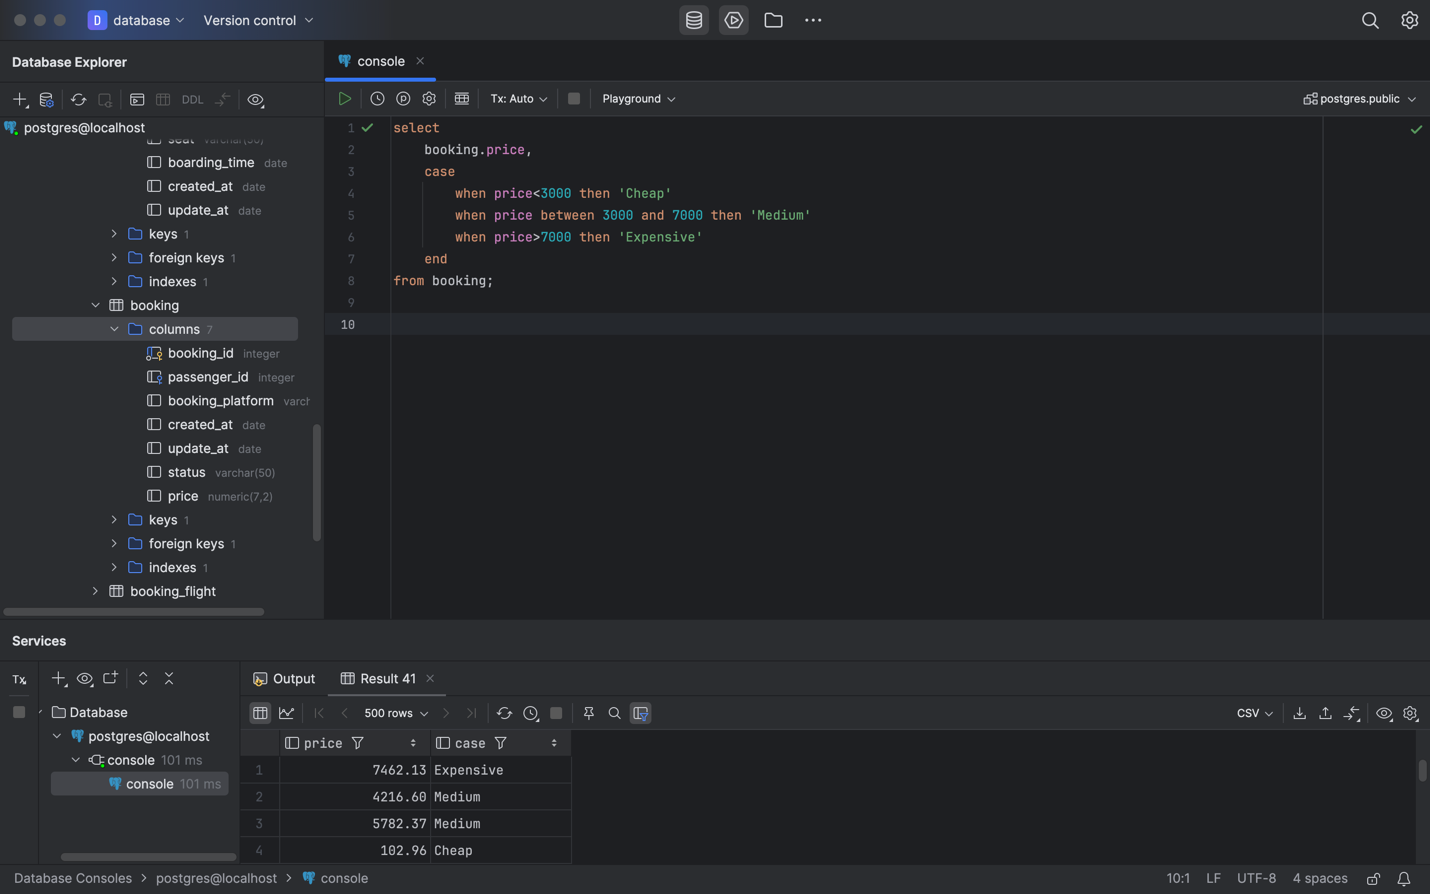 D database Version control
Database Explorer
console
DDL
Tx: Auto Playground postgres.public
postgres@localhost
seat varchar(50)
boarding_time date
created_at date
update_at date
keys 1
foreign keys 1
indexes 1
booking
columns 7
booking_id integer
passenger_id integer
booking_platform varch
created_at date
update_at date
status varchar(50)
price numeric(7,2)
keys 1
foreign keys 1
indexes 1
booking_flight
1 select
2 booking.price,
3 case
4 when price<3000 then 'Cheap'
5 when price between 3000 and 7000 then 'Medium'
6 when price>7000 then 'Expensive'
7 end
8 from booking;
9
10
Services
Tx
Database
postgres@localhost
console 101 ms
console 101 ms
Output Result 41
500 rows CSV
price case
1 7462.13 Expensive
2 4216.60 Medium
3 5782.37 Medium
4 102.96 Cheap
Database Consoles > postgres@localhost > console 10:1 LF UTF-8 4 spaces